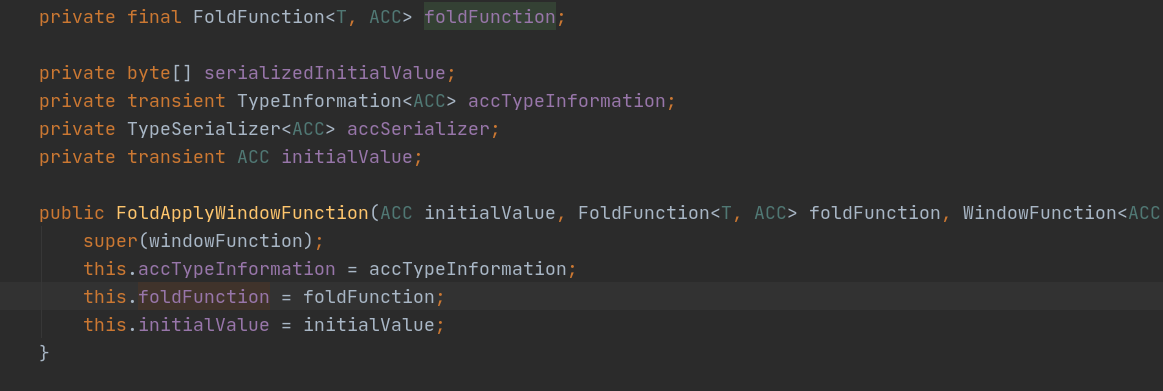 private final FoldFunction<T, ACC> foldFunction;
private byte[] serializedInitialValue;
private transient TypeInformation<ACC> accTypeInformation;
private TypeSerializer<ACC> accSerializer;
private transient ACC initialValue;
public FoldApplyWindowFunction(ACC initialValue, FoldFunction<T, ACC> foldFunction, WindowFunction<ACC
super(windowFunction);
this.accTypeInformation = accTypeInformation;
this.foldFunction = foldFunction;
this.initialValue = initialValue;
}